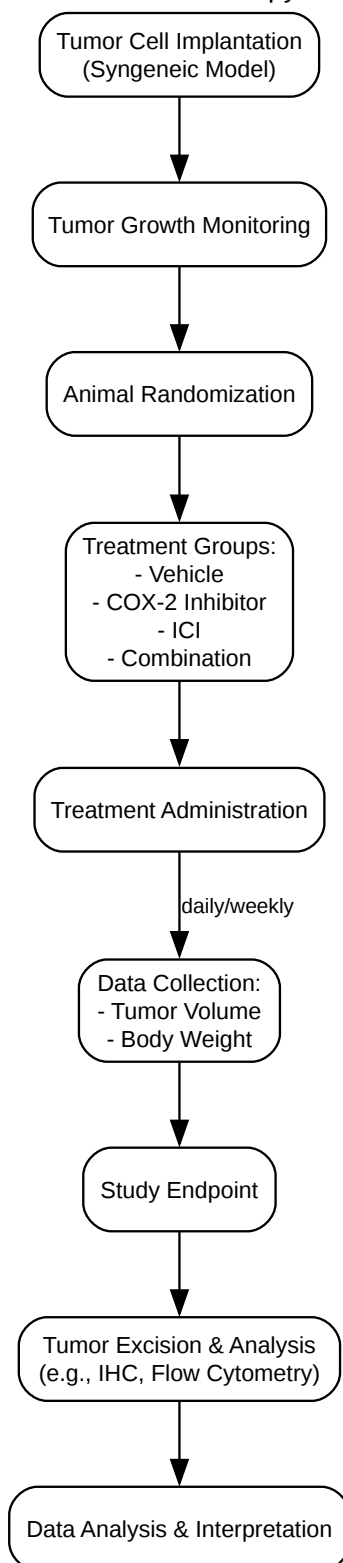 Tumor Cell Implantation
(Syngeneic Model)
Tumor Growth Monitoring
Animal Randomization
Treatment Groups:
- Vehicle
- COX-2 Inhibitor
- ICI
- Combination
Treatment Administration
daily/weekly
Data Collection:
- Tumor Volume
- Body Weight
Study Endpoint
Tumor Excision & Analysis
(e.g., IHC, Flow Cytometry)
Data Analysis & Interpretation